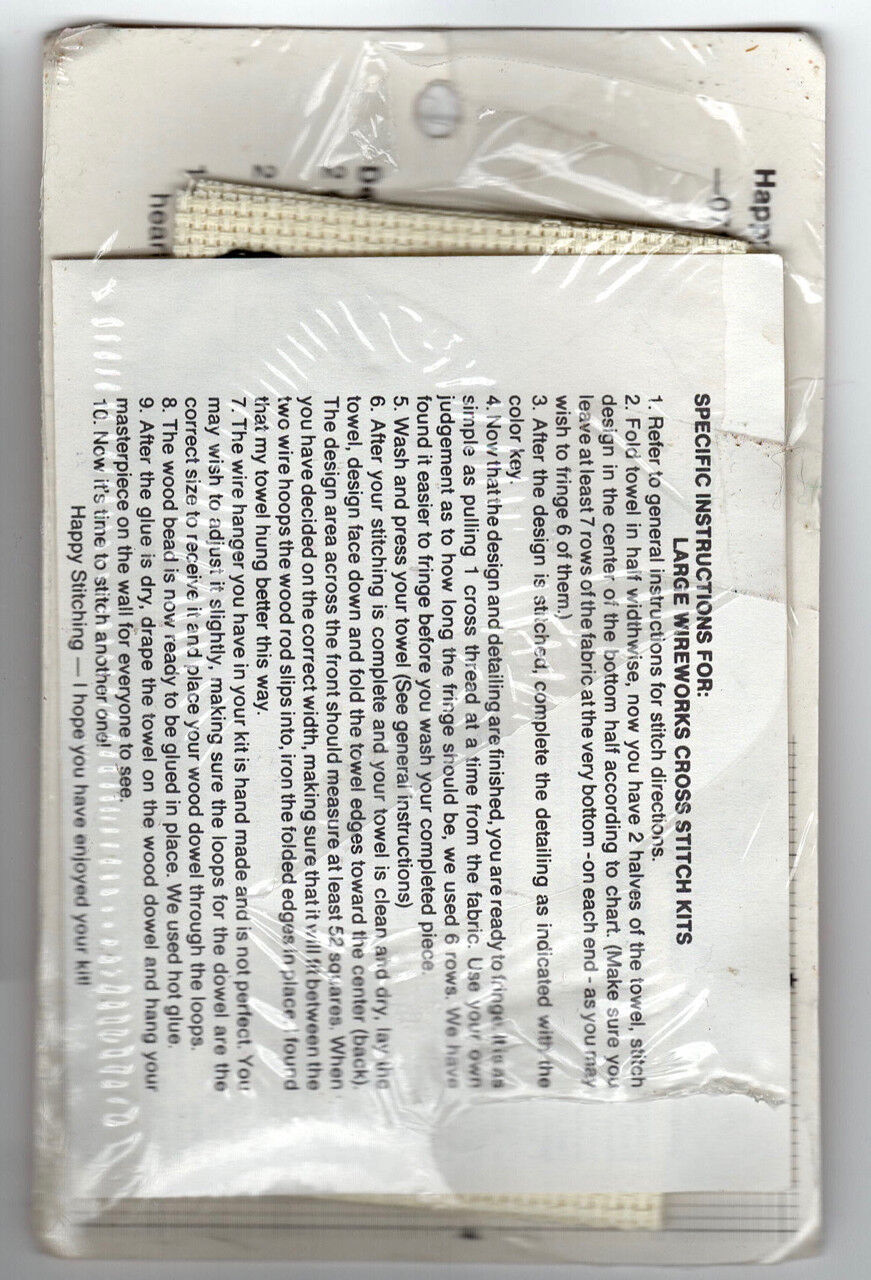 Happ
—07
De
2
2
1
hear
SPECIFIC INSTRUCTIONS FOR:
LARGE WIREWORKS CROSS STITCH KITS
1. Refer to general instructions for stitch directions.
2. Fold towel in half widthwise, now you have 2 halves of the towel, stitch
design in the center of the bottom half according to chart. (Make sure you
leave at least 7 rows of the fabric at the very bottom -on each end - as you may
wish to fringe 6 of them.)
3. After the design is stitched, complete the detailing as indicated with the
color key.
4. Now that the design and detailing are finished, you are ready to fringe. It is as
simple as pulling 1 cross thread at a time from the fabric. Use your own
judgement as to how long the fringe should be, we used 6 rows. We have
found it easier to fringe before you wash your completed piece.
5. Wash and press your towel (See general instructions)
6. After your stitching is complete and your towel is clean and dry, lay the
towel, design face down and fold the towel edges toward the center (back).
The design area across the front should measure at least 52 squares. When
you have decided on the correct width, making sure that it will fit between the
two wire hoops the wood rod slips into, iron the folded edges in place. I found
that my towel hung better this way.
7. The wire hanger you have in your kit is hand made and is not perfect. You
may wish to adjust it slightly, making sure the loops for the dowel are the
correct size to receive it and place your wood dowel through the loops.
8. The wood bead is now ready to be glued in place. We used hot glue.
9. After the glue is dry, drape the towel on the wood dowel and hang your
masterpiece on the wall for everyone to see.
10. Now it's time to stitch another one!
Happy Stitching — I hope you have enjoyed your kit!